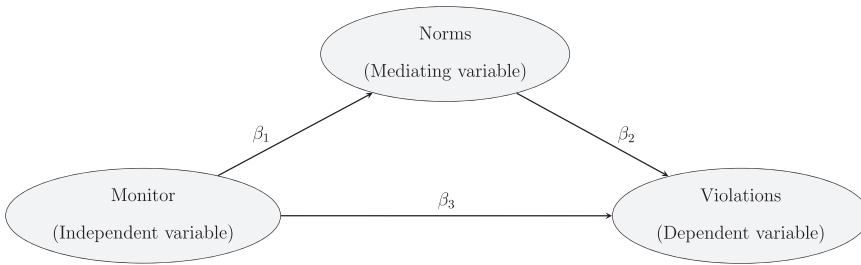 Norms
(Mediating variable)
β₁
β₂
Monitor
(Independent variable)
β₃
Violations
(Dependent variable)